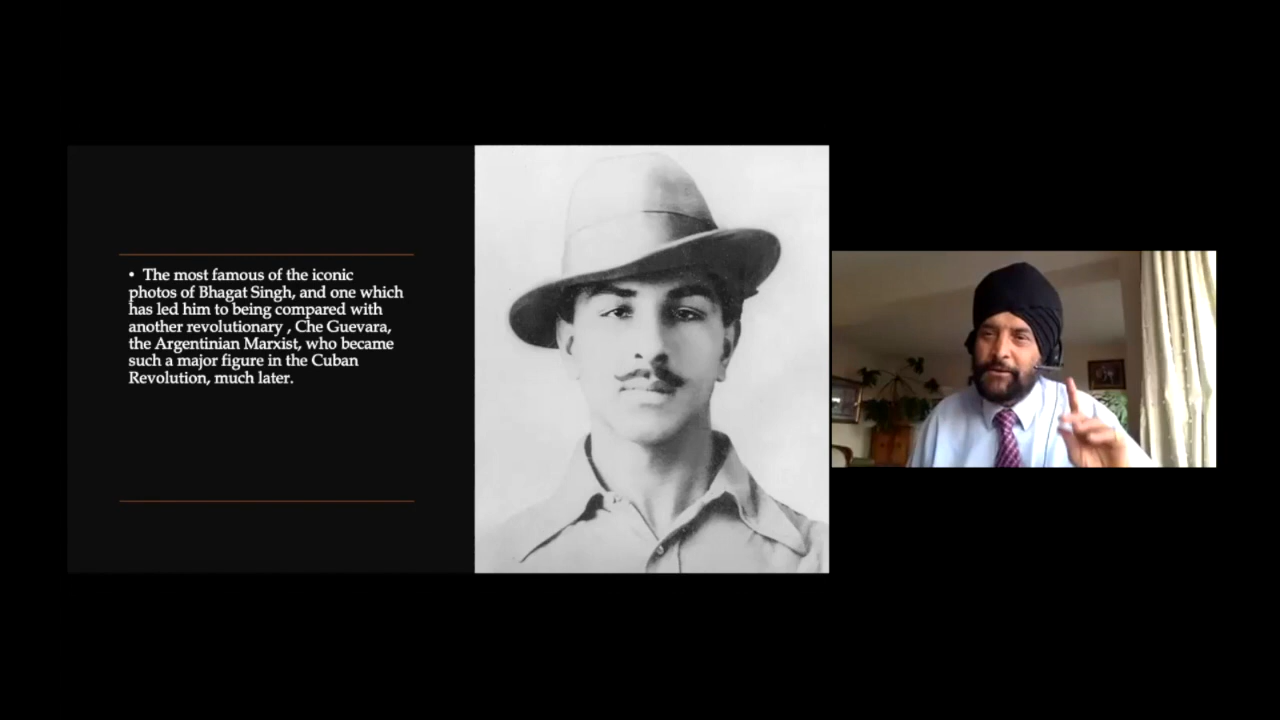 • The most famous of the iconic
photos of Bhagat Singh, and one which
has led him to being compared with
another revolutionary , Che Guevara,
the Argentinian Marxist, who became
such a major figure in the Cuban
Revolution, much later.